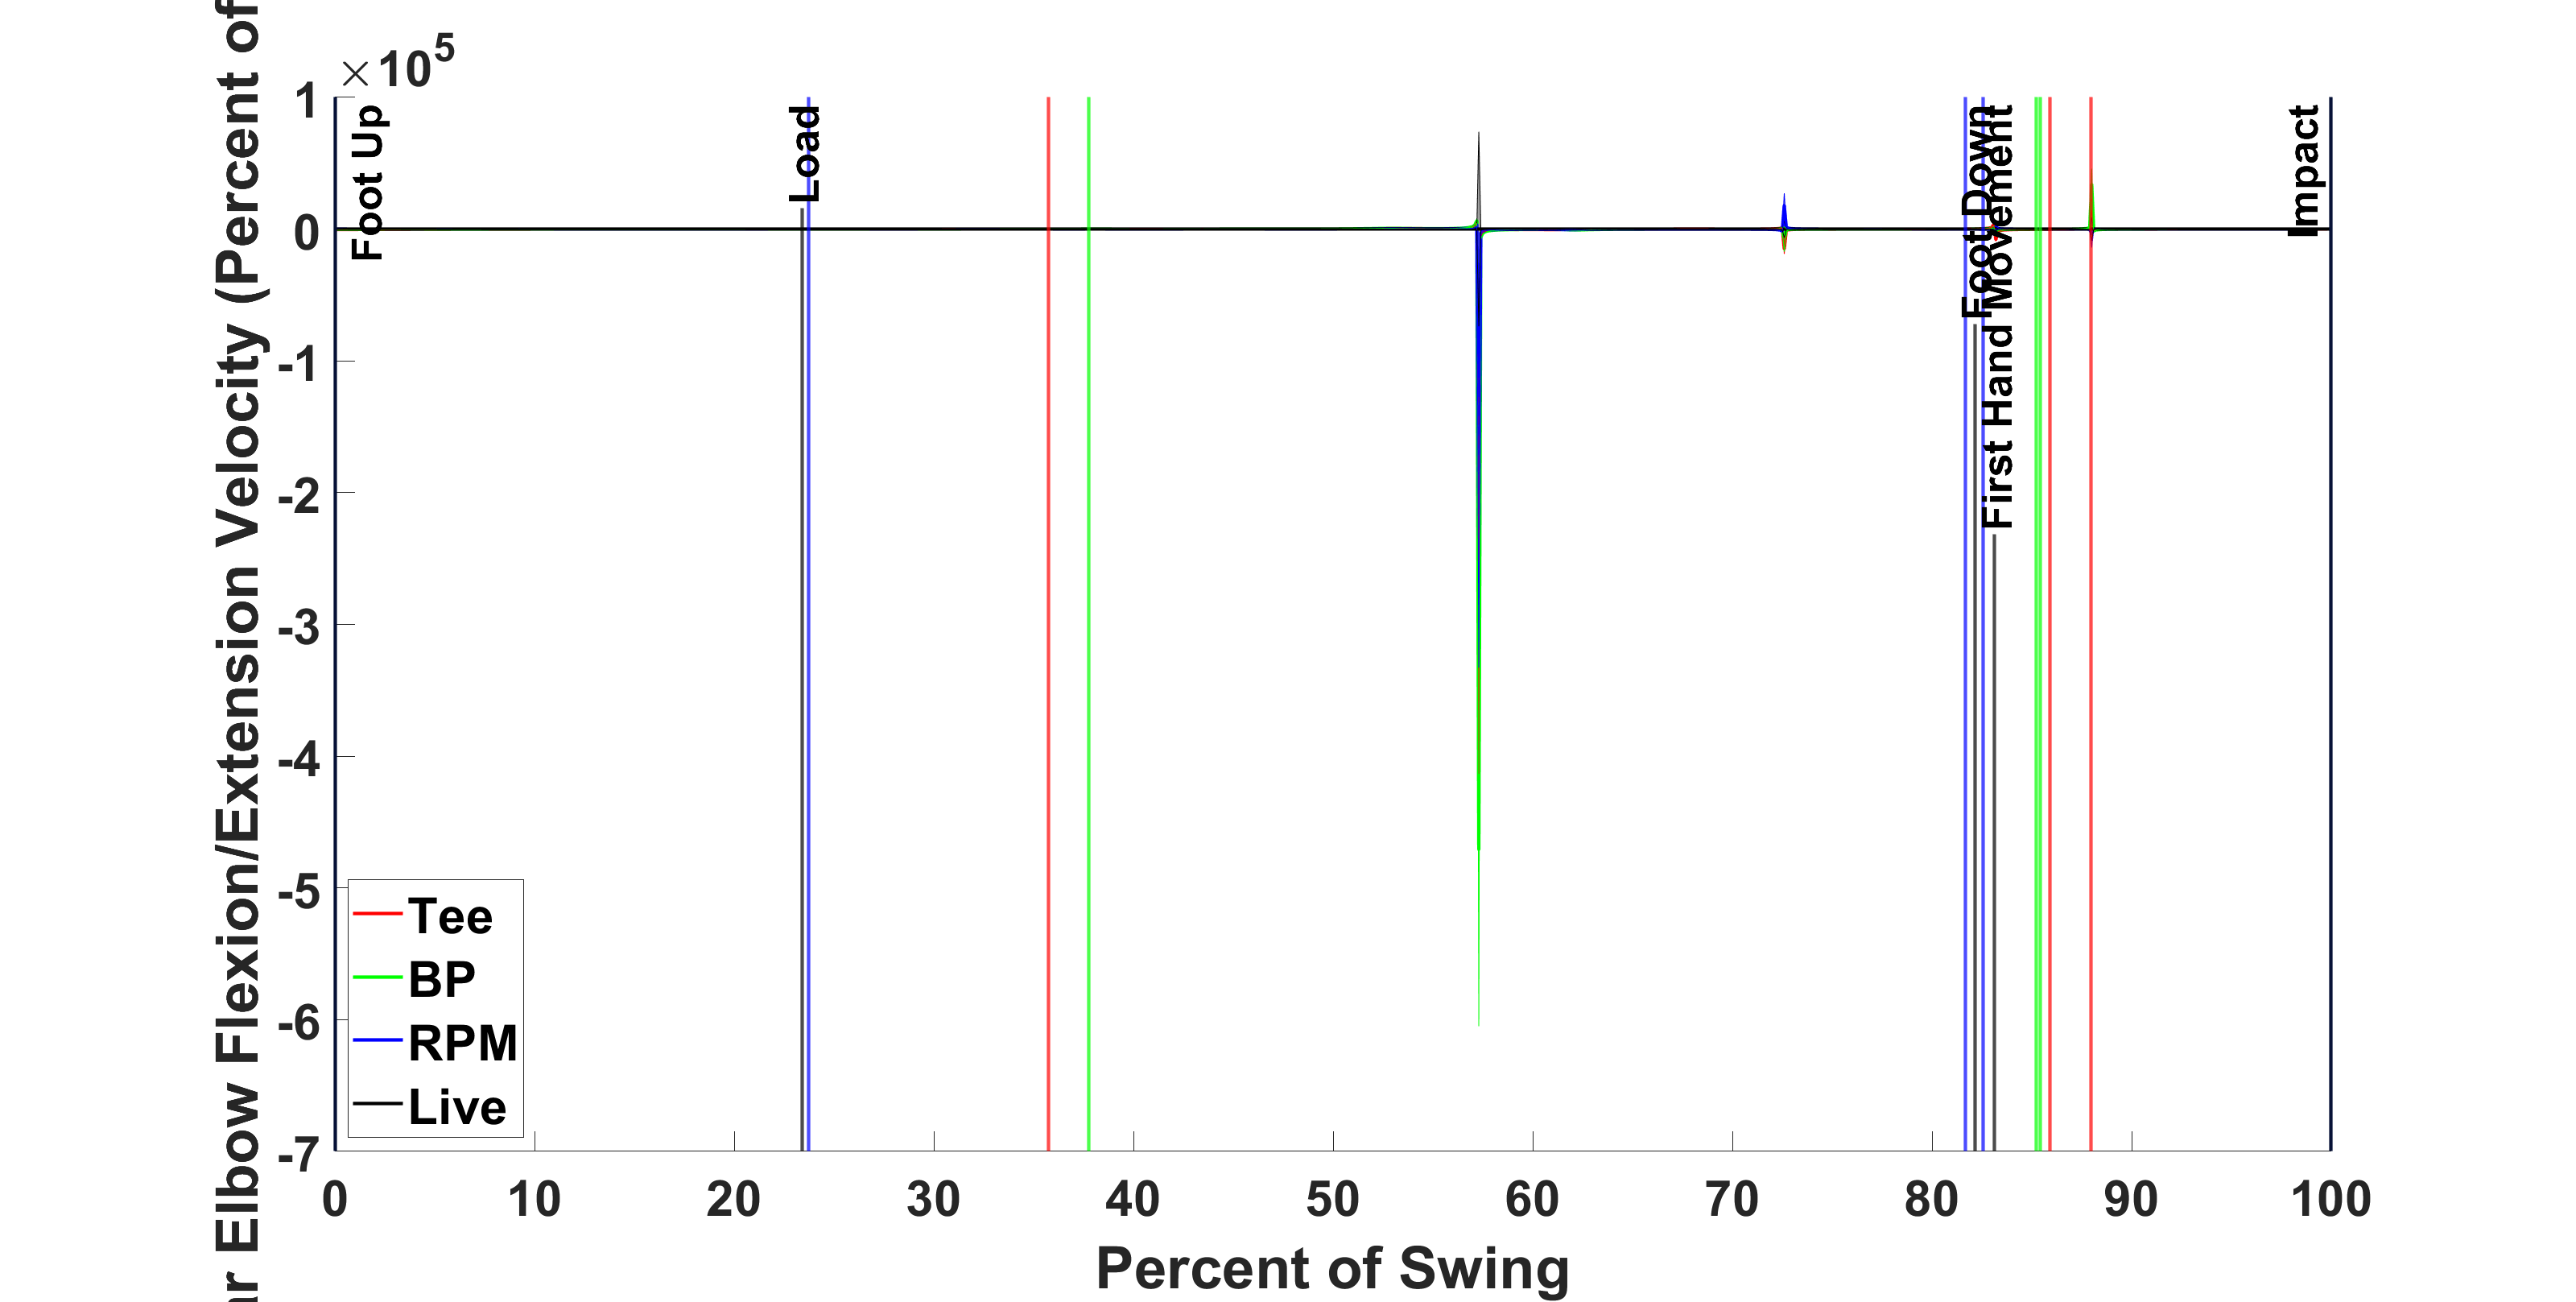 ×10^5
1
0
-1
-2
-3
-4
-5
-6
-7
Elbow Flexion/Extension Velocity (Percent of
Foot Up
Load
Foot Down
First Hand Movement
Impact
Tee
BP
RPM
Live
0 10 20 30 40 50 60 70 80 90 100
Percent of Swing